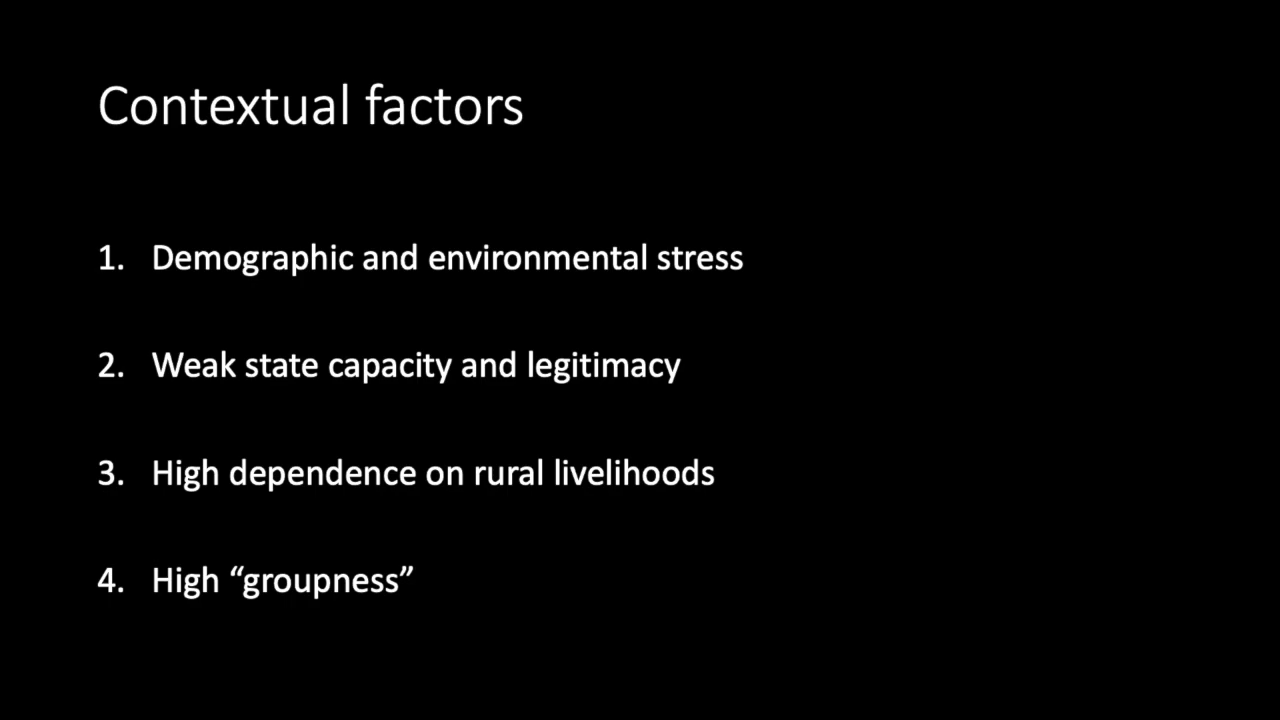 Contextual factors
1. Demographic and environmental stress
2. Weak state capacity and legitimacy
3. High dependence on rural livelihoods
4. High “groupness”